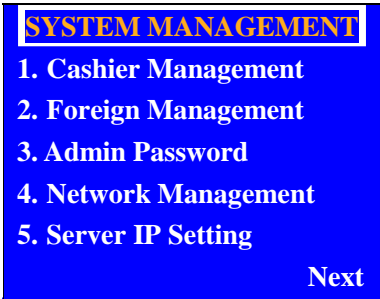 SYSTEM MANAGEMENT
1. Cashier Management
2. Foreign Management
3. Admin Password
4. Network Management
5. Server IP Setting
Next